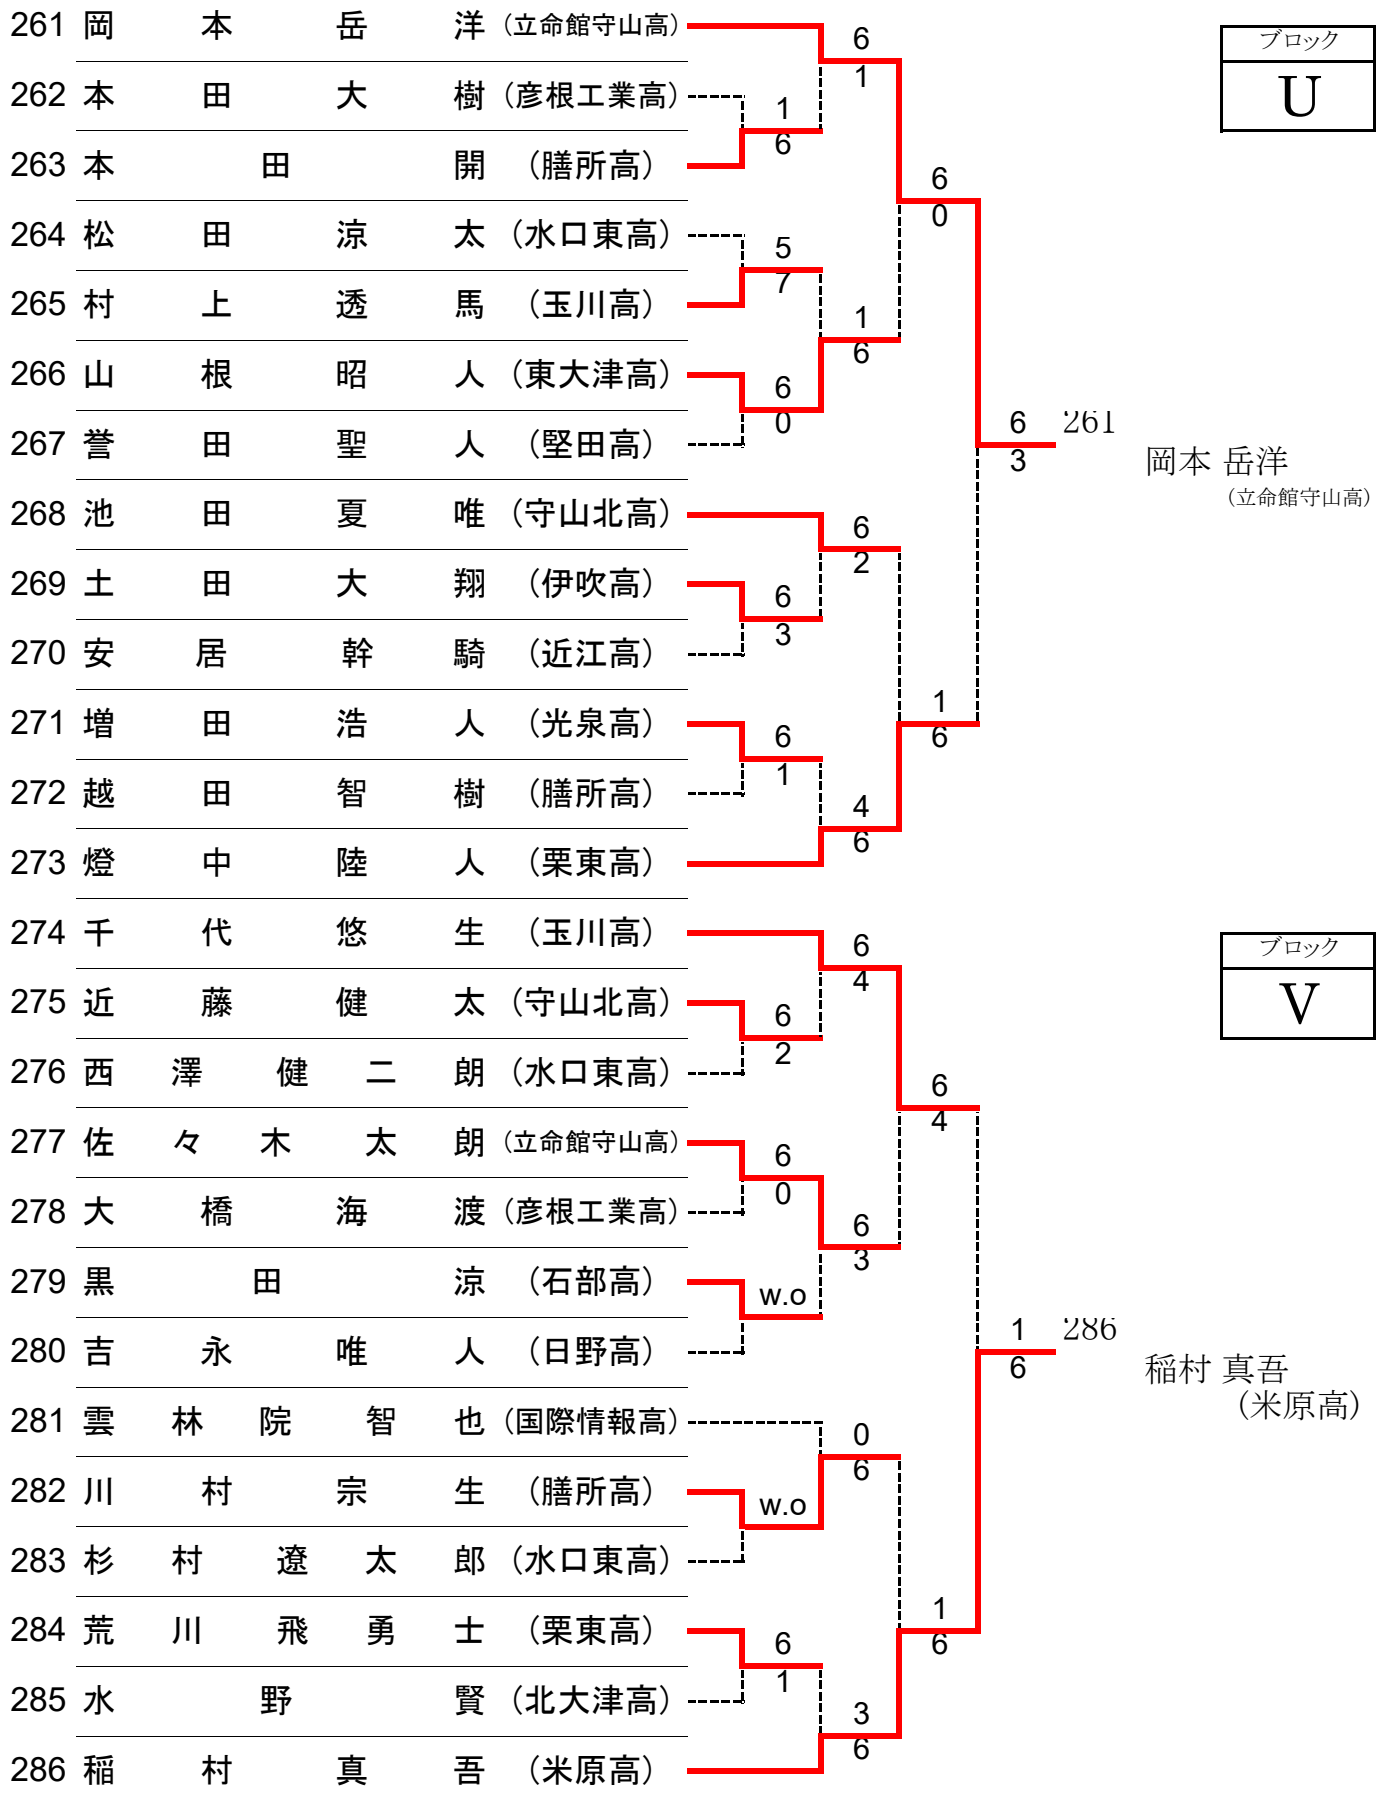 261 岡本岳洋 (立命館守山高)
6
1
ブロック
U
262 本田大樹 (彦根工業高)
1
6
263 本田開 (膳所高)
6
0
264 松田涼太 (水口東高)
5
7
265 村上透馬 (玉川高)
1
6
266 山根昭人 (東大津高)
6
0
267 誉田聖人 (堅田高)
6
3
261
岡本 岳洋
(立命館守山高)
268 池田夏唯 (守山北高)
6
2
269 土田大翔 (伊吹高)
6
3
270 安居幹騎 (近江高)
1
6
271 増田浩人 (光泉高)
6
1
272 越田智樹 (膳所高)
4
6
273 燈中陸人 (栗東高)
274 千代悠生 (玉川高)
6
4
ブロック
V
275 近藤健太 (守山北高)
6
2
276 西澤健二朗 (水口東高)
6
4
277 佐々木太朗 (立命館守山高)
6
0
278 大橋海渡 (彦根工業高)
6
3
279 黒田涼 (石部高)
w.o
280 吉永唯人 (日野高)
1
6
286
稲村 真吾
(米原高)
281 雲林院智也 (国際情報高)
0
6
282 川村宗生 (膳所高)
w.o
283 杉村遼太郎 (水口東高)
1
6
284 荒川飛勇士 (栗東高)
6
1
285 水野賢 (北大津高)
3
6
286 稲村真吾 (米原高)